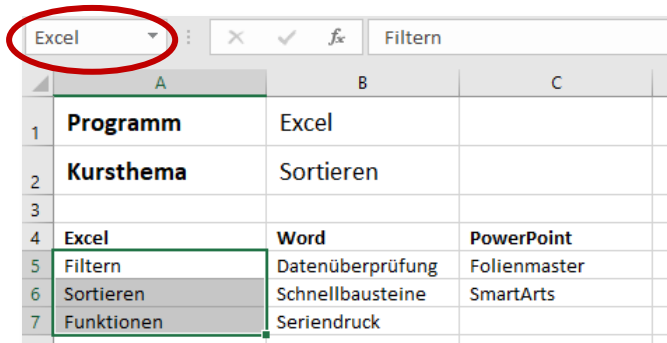 Excel fx Filtern
A B C
1 Programm Excel
2 Kursthema Sortieren
3
4 Excel Word PowerPoint
5 Filtern Datenüberprüfung Folienmaster
6 Sortieren Schnellbausteine SmartArts
7 Funktionen Seriendruck